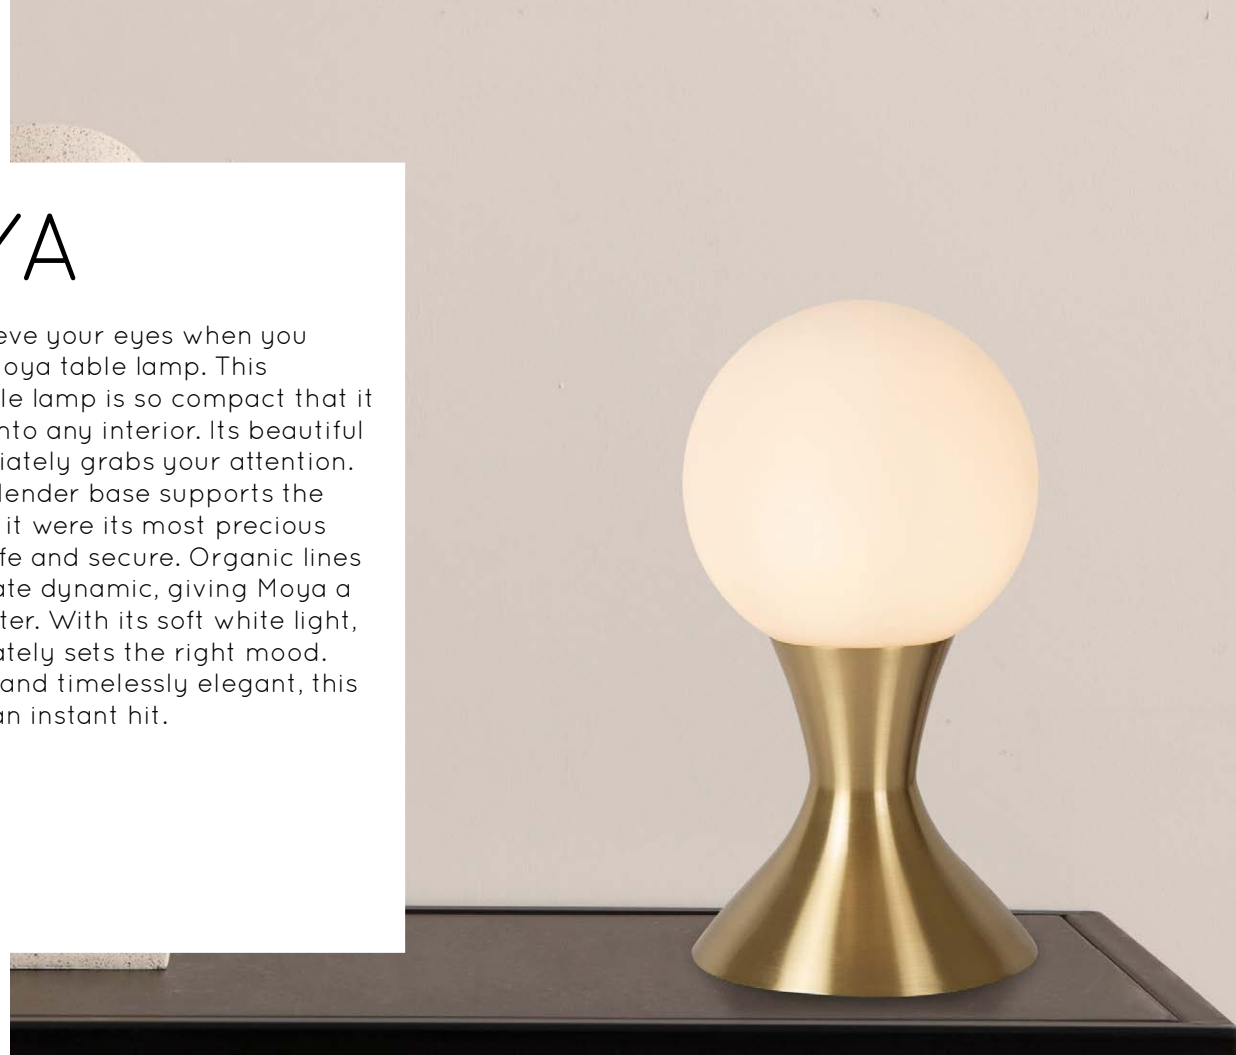 YA
eve your eyes when you
oya table lamp. This
le lamp is so compact that it
nto any interior. Its beautiful
iately grabs your attention.
lender base supports the
it were its most precious
fe and secure. Organic lines
ate dynamic, giving Moya a
ter. With its soft white light,
ately sets the right mood.
and timelessly elegant, this
an instant hit.